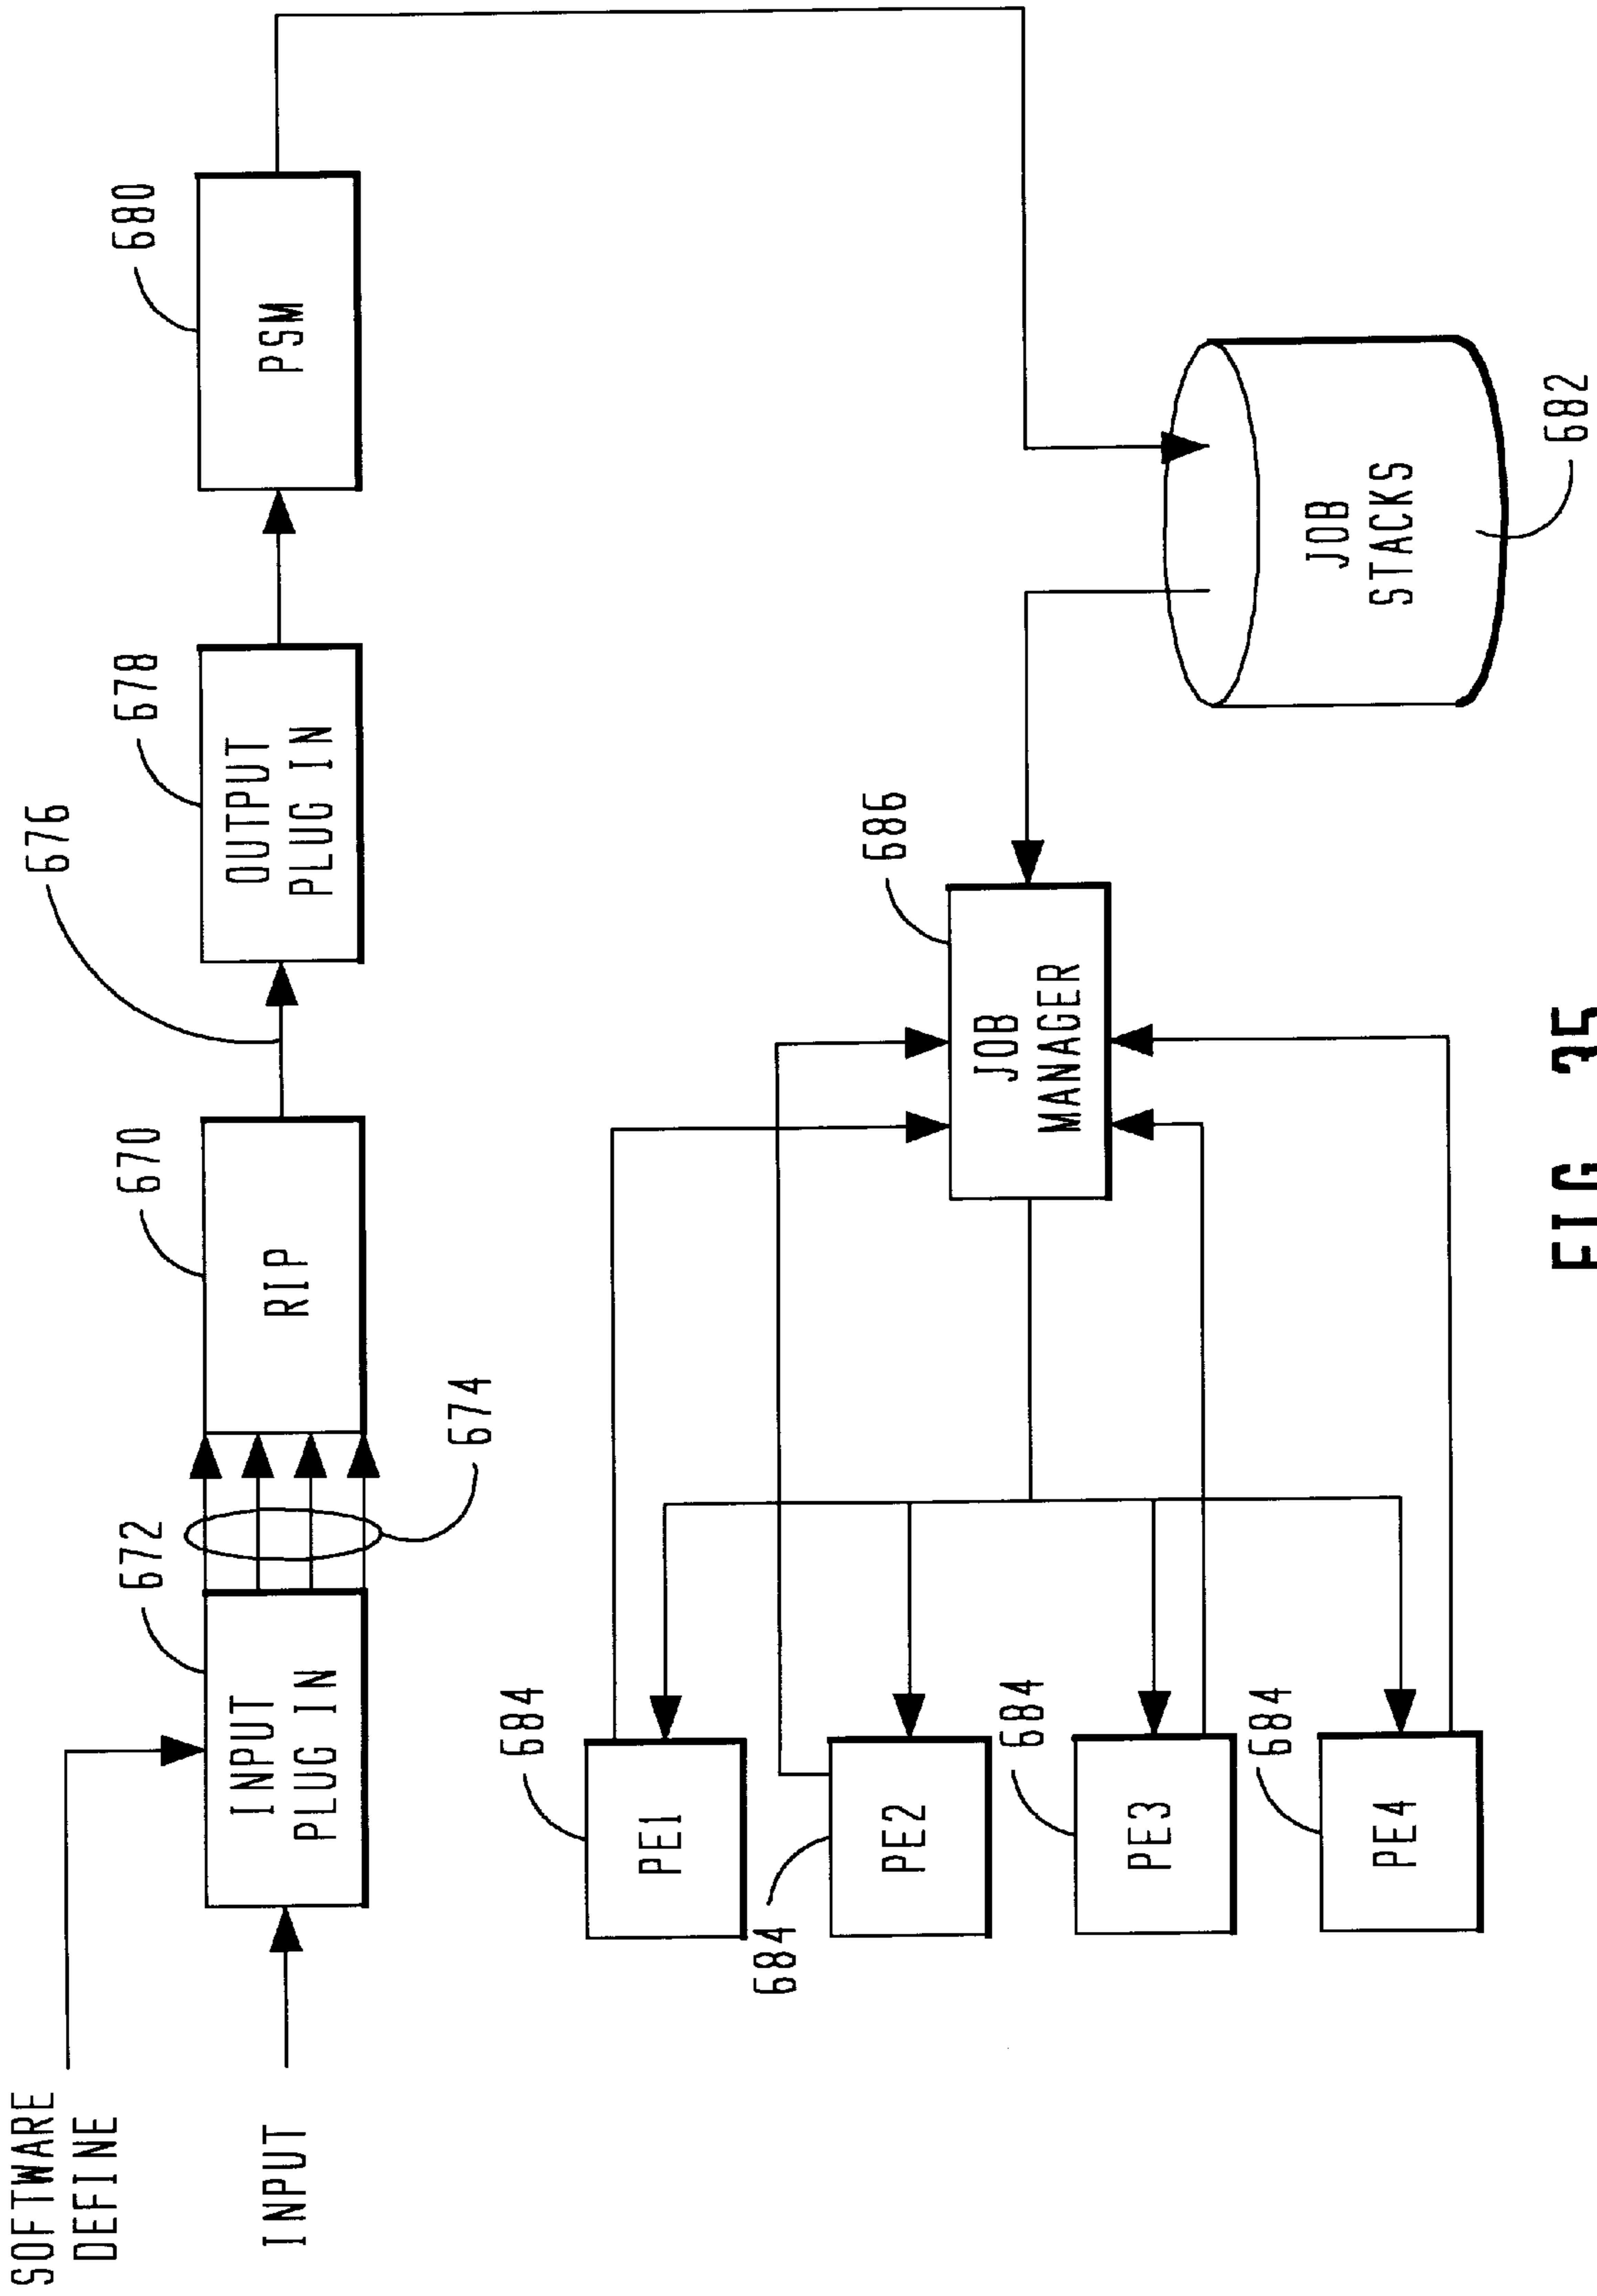 SOFTWARE
DEFINE
INPUT
672
INPUT
PLUG IN
674
670
RIP
676
678
OUTPUT
PLUG IN
680
PSM
684
PE1
684
PE2
684
PE3
684
PE4
686
JOB
MANAGER
JOB
STACKS
682
FIG. 35